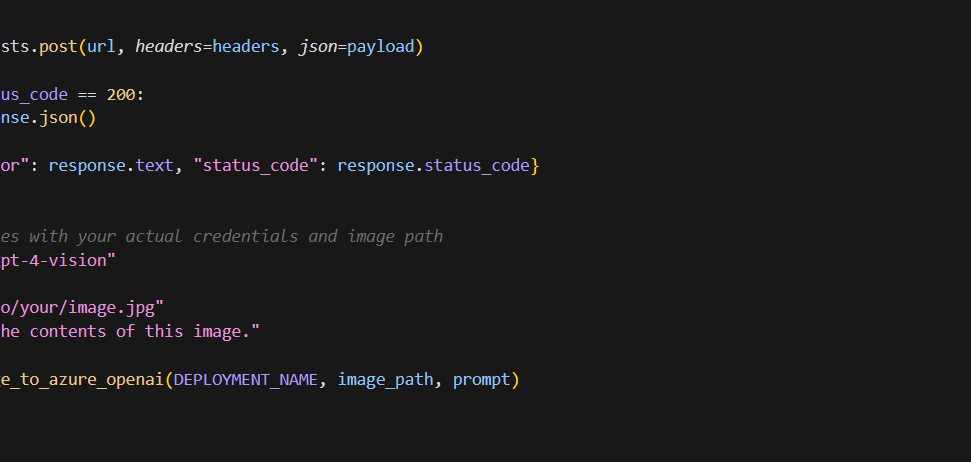 sts.post(url, headers=headers, json=payload)
us_code == 200:
nse.json()
or": response.text, "status_code": response.status_code}
es with your actual credentials and image path
pt-4-vision"
o/your/image.jpg"
he contents of this image."
e_to_azure_openai(DEPLOYMENT_NAME, image_path, prompt)